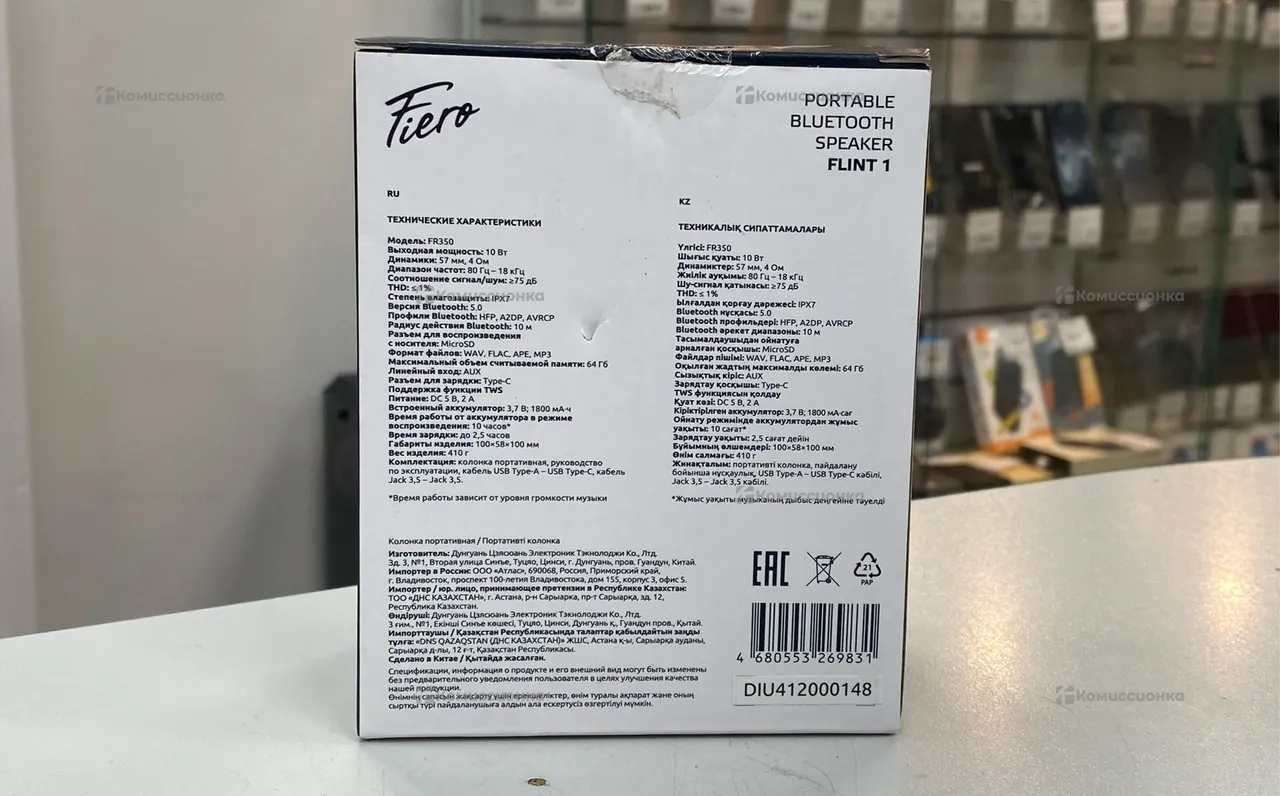 Fiero
PORTABLE
BLUETOOTH
SPEAKER
FLINT 1
RU
ТЕХНИЧЕСКИЕ ХАРАКТЕРИСТИКИ
Модель: FR350
Выходная мощность: 10 Вт
Динамики: 57 мм, 4 Ом
Диапазон частот: 80 Гц – 18 кГц
Соотношение сигнал/шум: ≥75 дБ
THD: ≤ 1%
Степень влагозащиты: IPX7
Версия Bluetooth: 5.0
Профили Bluetooth: HFP, A2DP, AVRCP
Радиус действия Bluetooth: 10 м
Разъем для воспроизведения
с носителя: MicroSD
Формат файлов: WAV, FLAC, APE, MP3
Максимальный объем считываемой памяти: 64 Гб
Линейный вход: AUX
Разъем для зарядки: Type-C
Поддержка функции TWS
Питание: DC 5 В, 2 А
Встроенный аккумулятор: 3,7 В; 1800 мА·ч
Время работы от аккумулятора в режиме
воспроизведения: 10 часов*
Время зарядки: до 2,5 часов
Габариты изделия: 100×58×100 мм
Вес изделия: 410 г
Комплектация: колонка портативная, руководство
по эксплуатации, кабель USB Type-A – USB Type-C, кабель
Jack 3,5 – Jack 3,5.
*Время работы зависит от уровня громкости музыки
KZ
ТЕХНИКАЛЫҚ СИПАТТАМАЛАРЫ
Үлгісі: FR350
Шығыс қуаты: 10 Вт
Динамиктер: 57 мм, 4 Ом
Жиілік ауқымы: 80 Гц – 18 кГц
Шу-сигнал қатынасы: ≥75 дБ
THD: ≤ 1%
Ылғалдан қорғау дәрежесі: IPX7
Bluetooth нұсқасы: 5.0
Bluetooth профильдері: HFP, A2DP, AVRCP
Bluetooth әрекет диапазоны: 10 м
Тасымалдаушыдан ойнатуға
арналған қосқышы: MicroSD
Файлдар пішімі: WAV, FLAC, APE, MP3
Оқылған жадтың максималды көлемі: 64 Гб
Сызықтық кіріс: AUX
Зарядтау қосқышы: Type-C
TWS функциясын қолдау
Қуат көзі: DC 5 В, 2 А
Кіріктірілген аккумулятор: 3,7 В; 1800 мА·сағ
Ойнату режимінде аккумулятордан жұмыс
уақыты: 10 сағат*
Зарядтау уақыты: 2,5 сағат дейін
Бұйымның өлшемдері: 100×58×100 мм
Өнім салмағы: 410 г
Жинақталым: портативті колонка, пайдалану
бойынша нұсқаулық, USB Type-A – USB Type-C кәбілі,
Jack 3,5 – Jack 3,5 кәбілі.
*Жұмыс уақыты музыканың дыбыс деңгейіне тәуелді
Колонка портативная / Портативті колонка
Изготовитель: Дунгуань Цзясюань Электроник Тэкнолоджи Ко., Лтд.
Зд. 3, №1, Вторая улица Синье, Туцяо, Цинси, г. Дунгуань, пров. Гуандун, Китай.
Импортер в России: ООО «Атлас», 690068, Россия, Приморский край,
г. Владивосток, проспект 100-летия Владивостока, дом 155, корпус 3, офис 5.
Импортер / юр. лицо, принимающее претензии в Республике Казахстан:
ТОО «ДНС КАЗАХСТАН», г. Астана, р-н Сарыарка, пр-т Сарыарка, зд. 12,
Республика Казахстан.
Өндіруші: Дунгуань Цзясюань Электроник Тэкнолоджи Ко., Лтд.
3 ғим., №1, Екінші Синье көшесі, Туцяо, Цинси, Дунгуань қ., Гуандун пров., Қытай.
Импорттаушы / Қазақстан Республикасында талаптар қабылдайтын заңды
тұлға: «DNS QAZAQSTAN (ДНС КАЗАХСТАН)» ЖШС, Астана қ-ы, Сарыарқа ауданы,
Сарыарқа д-лы, 12 ғ-т, Қазақстан Республикасы.
Сделано в Китае / Қытайда жасалған.
Спецификации, информация о продукте и его внешний вид могут быть изменены
без предварительного уведомления пользователя в целях улучшения качества
нашей продукции.
Өнімнің сапасын жақсарту үшін ерекшеліктер, өнім туралы ақпарат және оның
сыртқы түрі пайдаланушыға алдын ала ескертусіз өзгертілуі мүмкін.
EAC
21
PAP
4 680553 269831
DIU412000148
Комиссионка
Комиссионка
Комиссионка
Комиссионка
Комиссионка
Комиссионка
Комиссионка